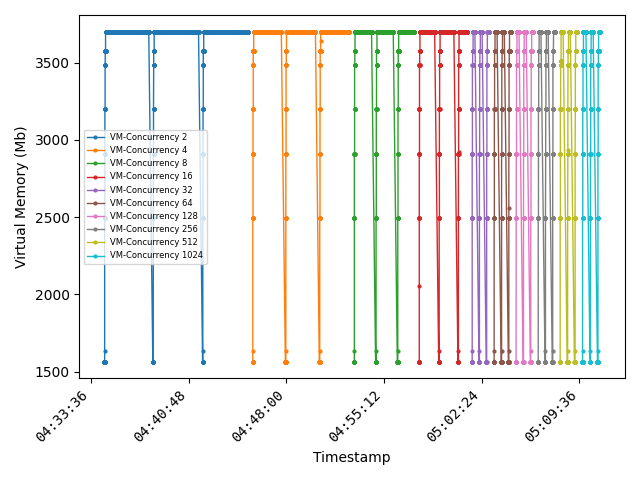 3500
3000
2500
2000
1500
Virtual Memory (Mb)
VM-Concurrency 2
VM-Concurrency 4
VM-Concurrency 8
VM-Concurrency 16
VM-Concurrency 32
VM-Concurrency 64
VM-Concurrency 128
VM-Concurrency 256
VM-Concurrency 512
VM-Concurrency 1024
04:33:36
04:40:48
04:48:00
04:55:12
05:02:24
05:09:36
Timestamp